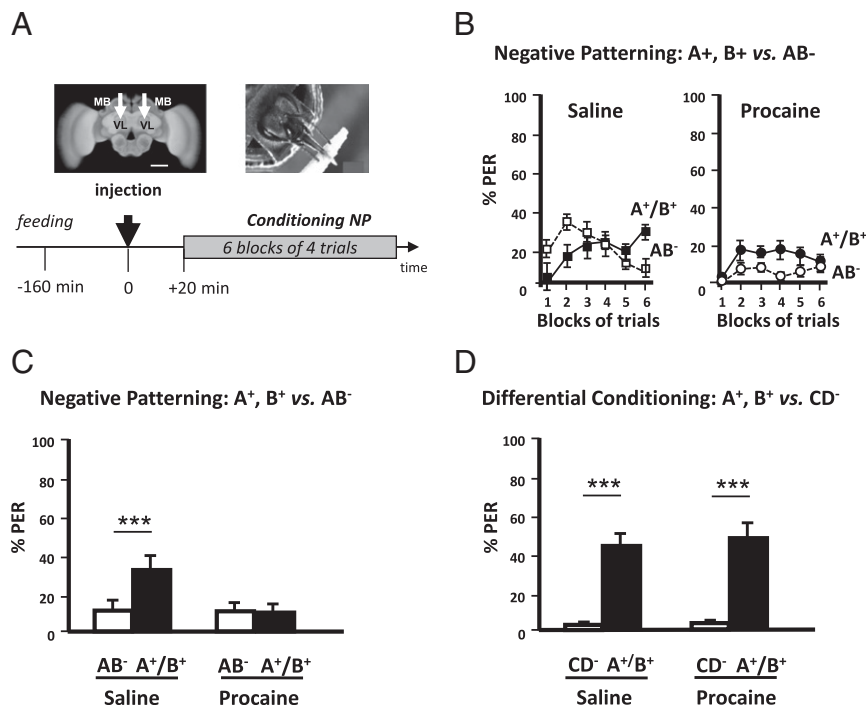 A
MB MB
VL VL
injection
feeding
Conditioning NP
6 blocks of 4 trials
time
-160 min
0
+20 min
B
Negative Patterning: A+, B+ vs. AB-
Saline
Procaine
% PER
100
80
60
40
20
0
A+/B+
AB-
1 2 3 4 5 6
Blocks of trials
100
80
60
40
20
0
A+/B+
AB-
1 2 3 4 5 6
Blocks of trials
C
Negative Patterning: A+, B+ vs. AB-
% PER
100
80
60
40
20
0
***
AB- A+/B+
AB- A+/B+
Saline
Procaine
D
Differential Conditioning: A+, B+ vs. CD-
% PER
100
80
60
40
20
0
***
***
CD- A+/B+
CD- A+/B+
Saline
Procaine